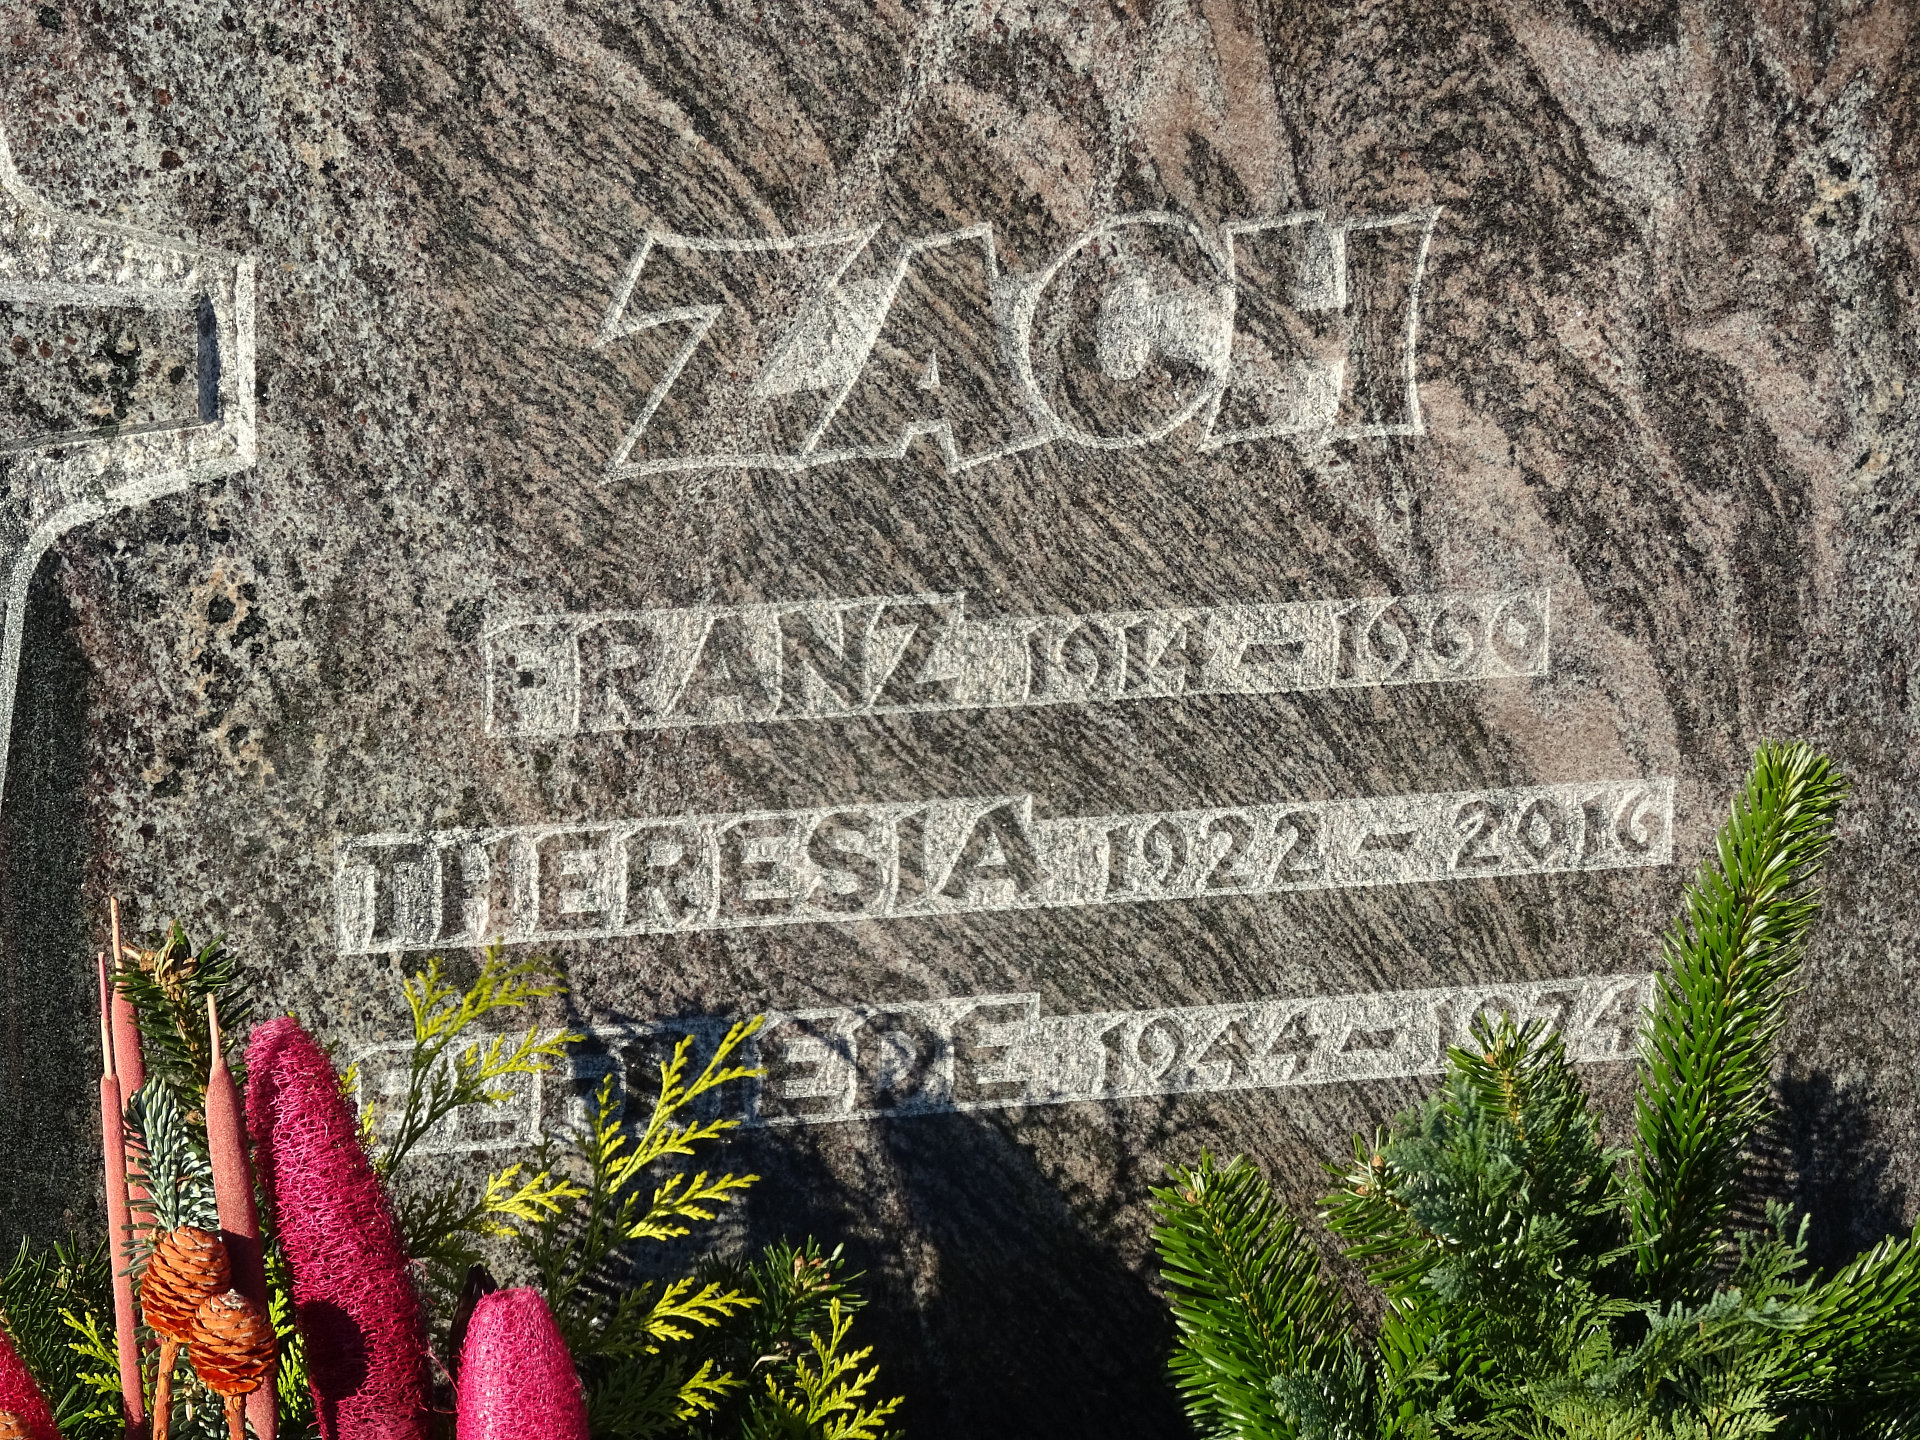 ZACH
FRANZ 1914 – 1990
THERESIA 1922 – 2016
1944 – 1974